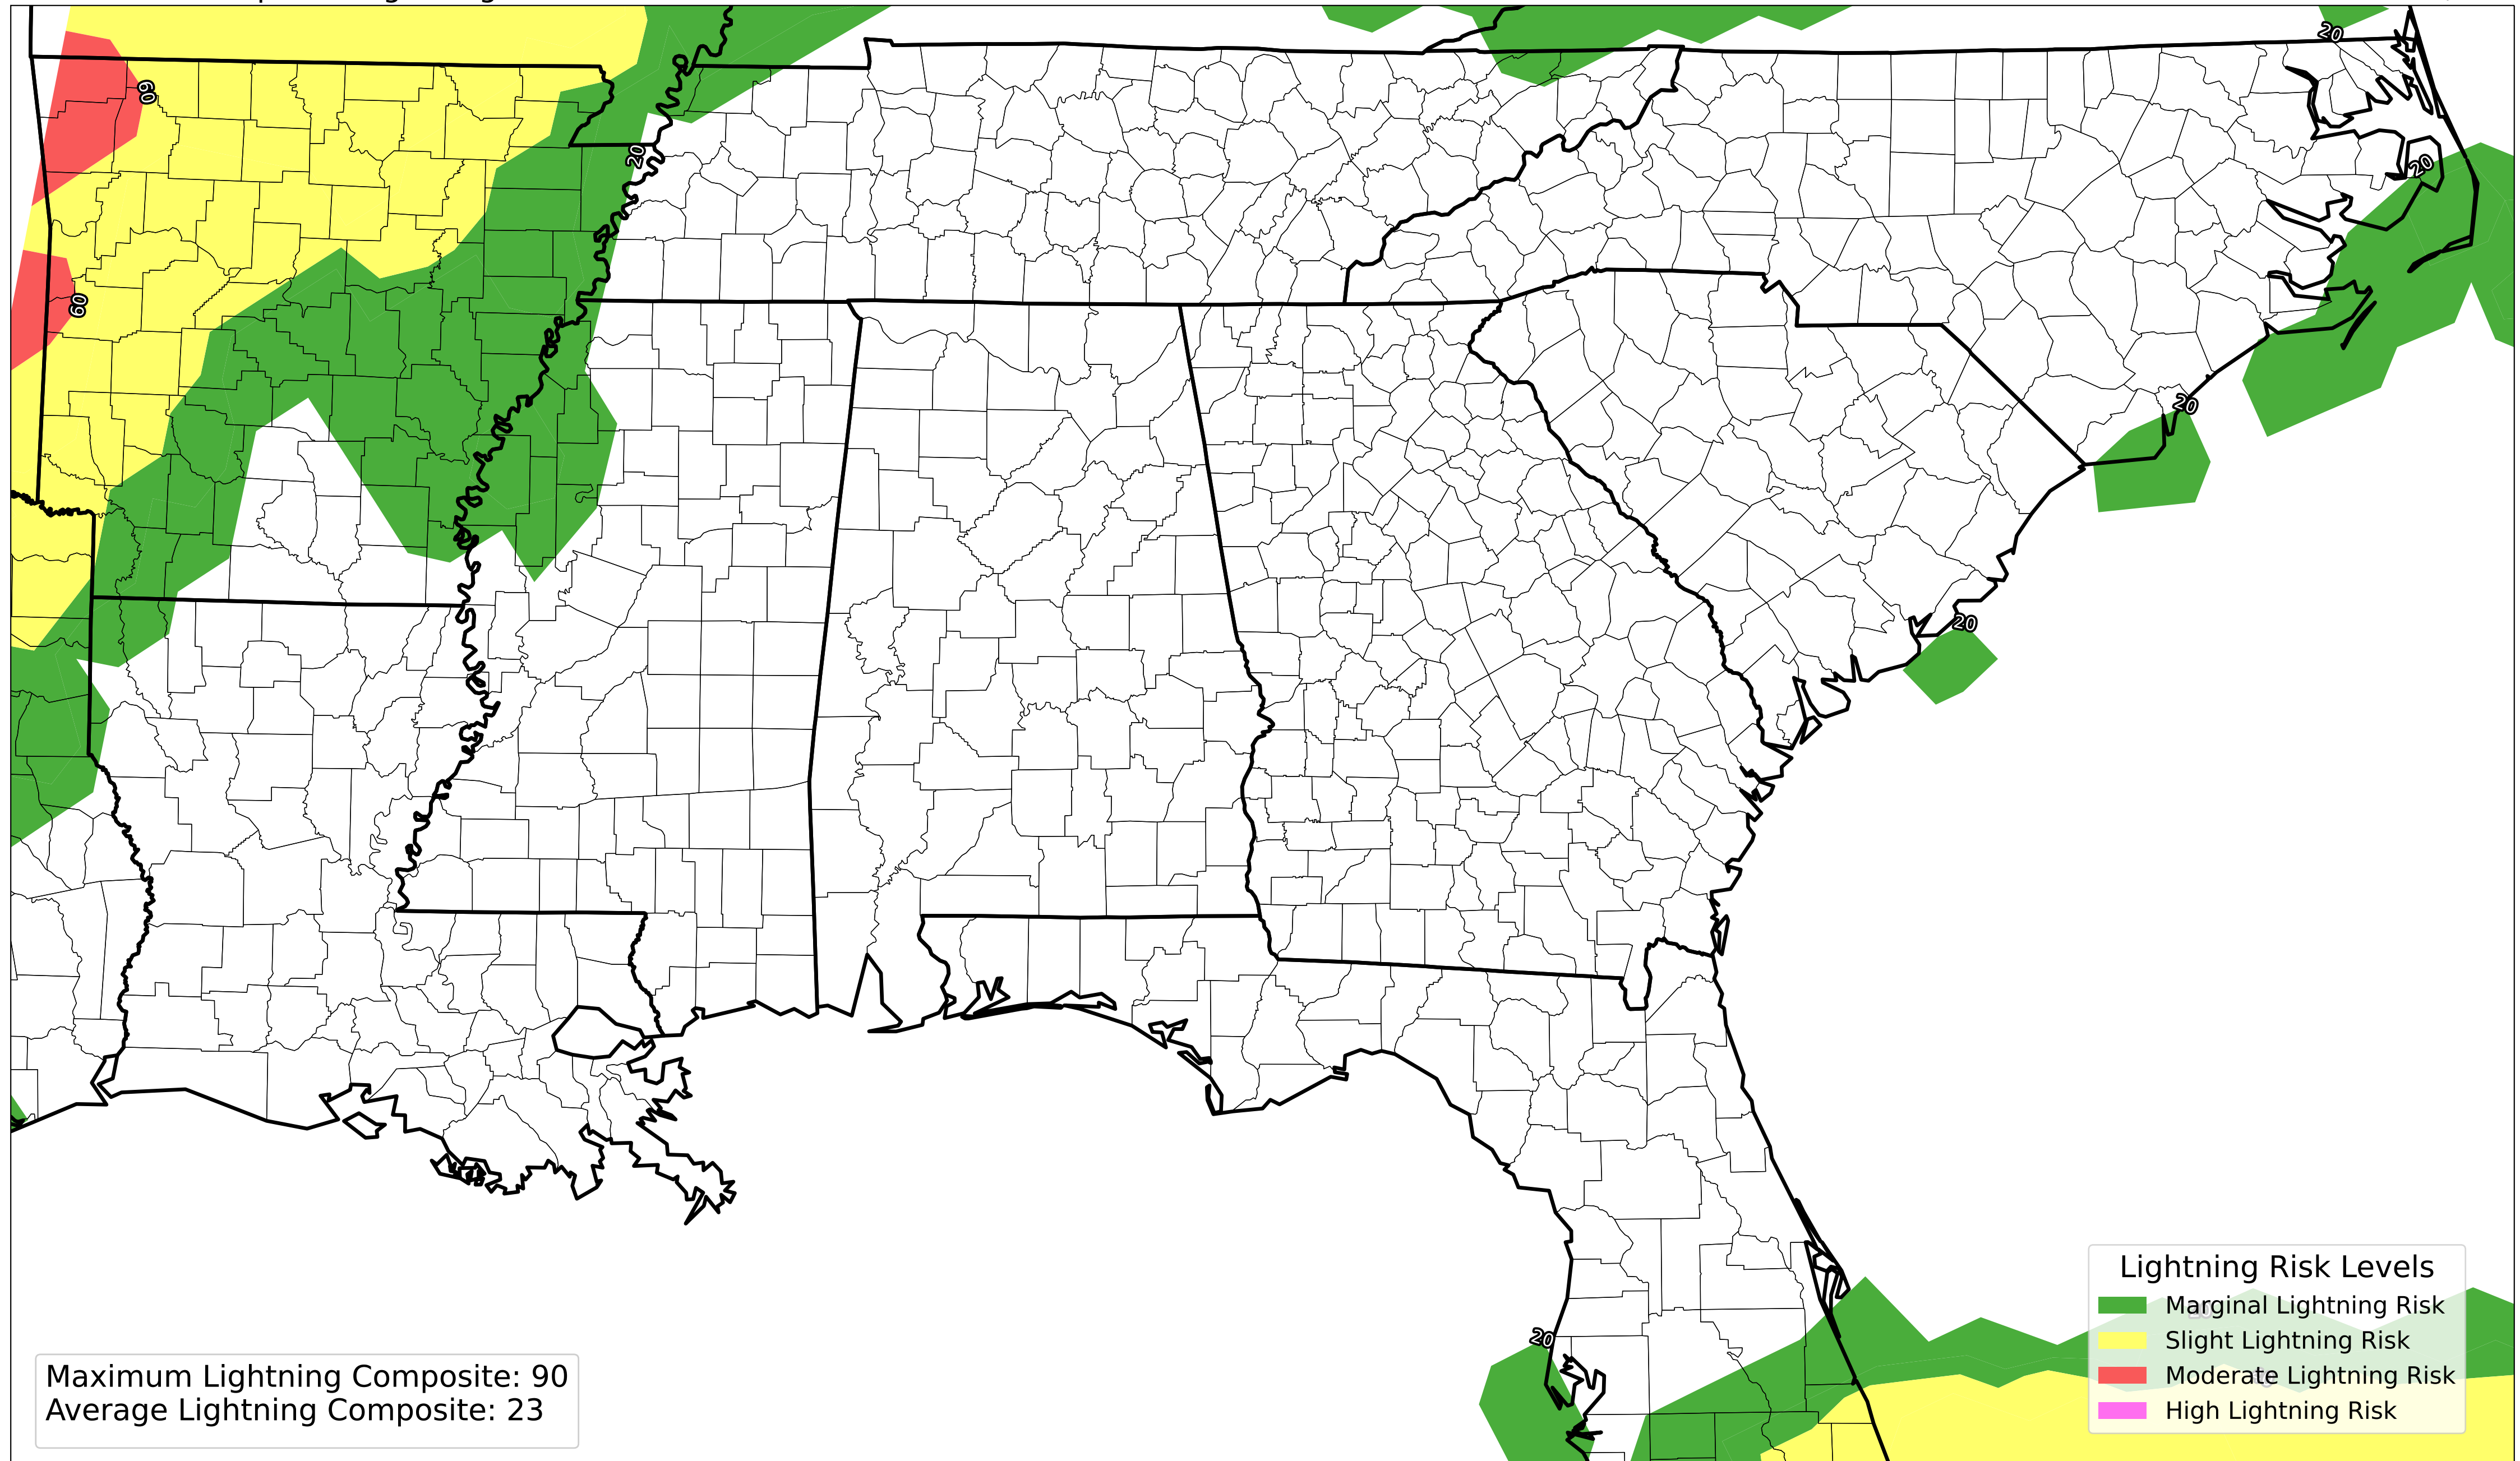 20
60
20
20
60
20
20
20
Lightning Risk Levels
Marginal Lightning Risk
Slight Lightning Risk
Moderate Lightning Risk
High Lightning Risk
Maximum Lightning Composite: 90
Average Lightning Composite: 23